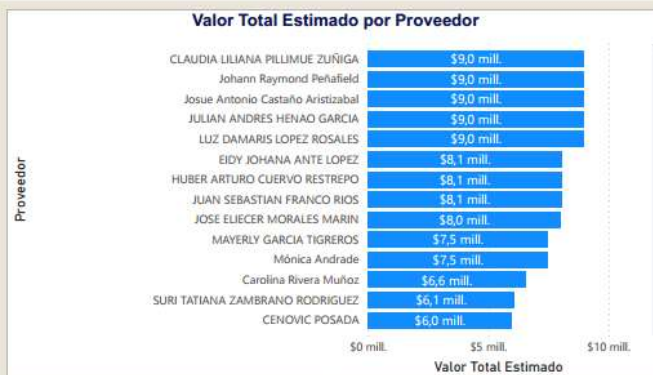 Valor Total Estimado por Proveedor
Proveedor
CLAUDIA LILIANA PILLIMUE ZUÑIGA $9,0 mill.
Johann Raymond Peñafield $9,0 mill.
Josue Antonio Castaño Aristizabal $9,0 mill.
JULIAN ANDRES HENAO GARCIA $9,0 mill.
LUZ DAMARIS LOPEZ ROSALES $9,0 mill.
EIDY JOHANA ANTE LOPEZ $8,1 mill.
HUBER ARTURO CUERVO RESTREPO $8,1 mill.
JUAN SEBASTIAN FRANCO RIOS $8,1 mill.
JOSE ELIECER MORALES MARIN $8,0 mill.
MAYERLY GARCIA TIGREROS $7,5 mill.
Mónica Andrade $7,5 mill.
Carolina Rivera Muñoz $6,6 mill.
SURI TATIANA ZAMBRANO RODRIGUEZ $6,1 mill.
CENOVIC POSADA $6,0 mill.
$0 mill. $5 mill. $10 mill.
Valor Total Estimado